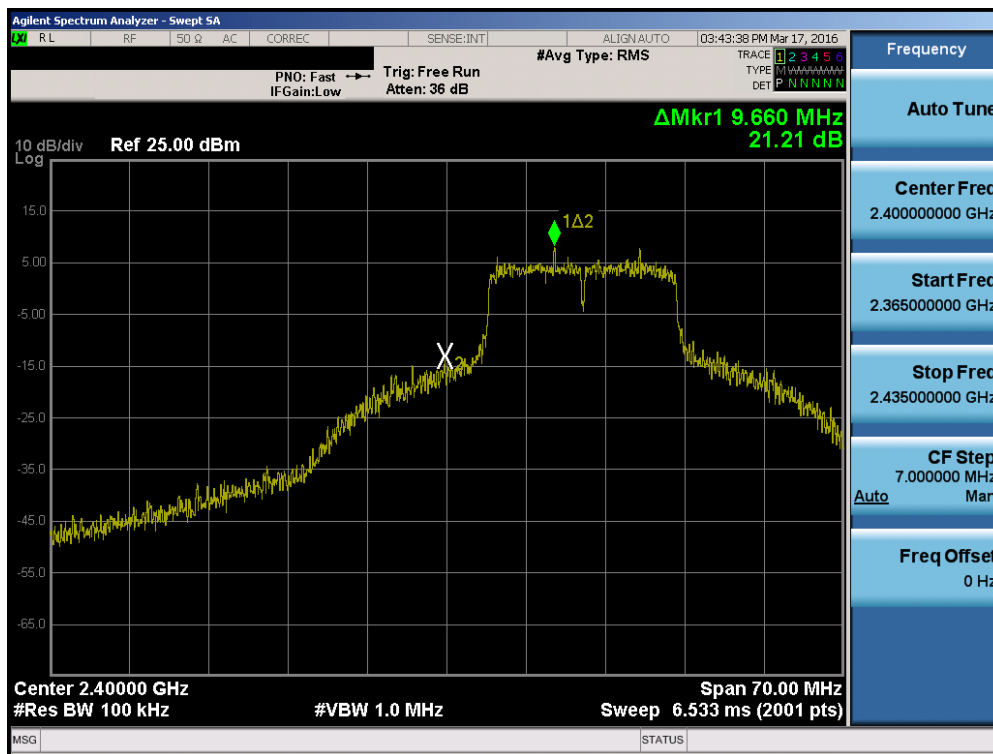 Agilent Spectrum Analyzer - Swept SA
LXI RL RF 50 Ω AC CORREC SENSE:INT ALIGN AUTO 03:43:38 PM Mar 17, 2016
Frequency
#Avg Type: RMS
TRACE 1 2 3 4 5 6
PNO: Fast Trig: Free Run
TYPE M W W W W W
IFGain:Low Atten: 36 dB
DET P N N N N N
Auto Tune
ΔMkr1 9.660 MHz
21.21 dB
10 dB/div Ref 25.00 dBm
Log
15.0
1Δ2
5.00
-5.00
-15.0
X2
-25.0
-35.0
-45.0
-55.0
-65.0
Center Freq
2.400000000 GHz
Start Freq
2.365000000 GHz
Stop Freq
2.435000000 GHz
CF Step
7.000000 MHz
Auto Man
Freq Offset
0 Hz
Center 2.40000 GHz Span 70.00 MHz
#Res BW 100 kHz #VBW 1.0 MHz Sweep 6.533 ms (2001 pts)
MSG STATUS